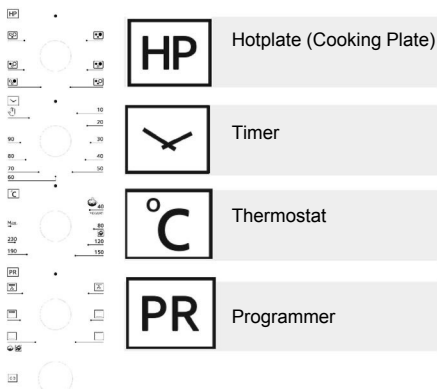 HP
HP
Hotplate (Cooking Plate)
10
20
90
30
80
40
70
50
60
Timer
°C
40
Max.
80
220
120
190
150
°C
Thermostat
PR
PR
Programmer